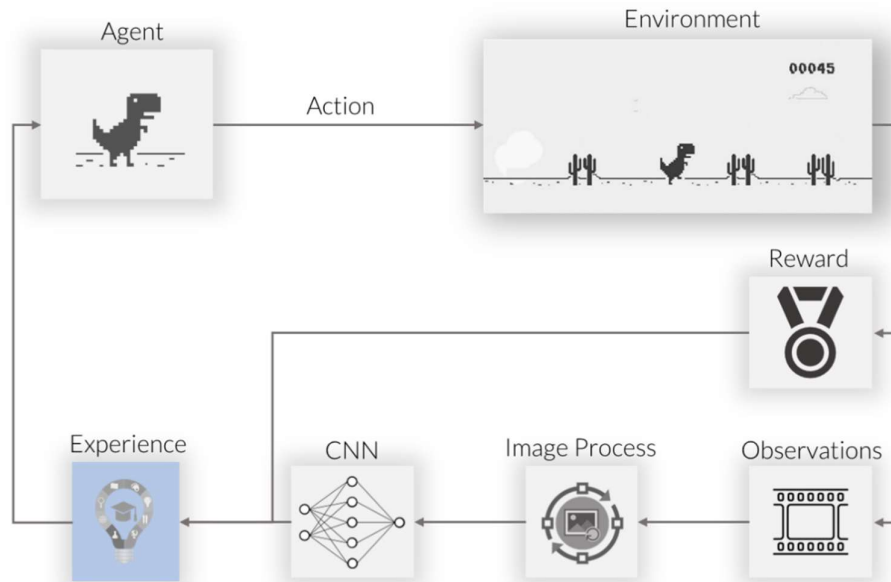 Agent
Environment
Action
00045
Reward
Experience
CNN
Image Process
Observations